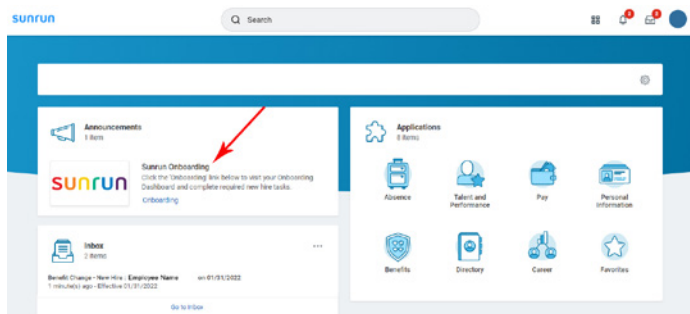 sunrun
Search
Announcements
1 item
Sunrun Onboarding
Click the 'Onboarding' link below to visit your Onboarding
Dashboard and complete required new hire tasks.
Onboarding
sunrun
Inbox
2 items
Benefit Change - New Hire : Employee Name on 01/31/2022
1 minute(s) ago - Effective 01/31/2022
Go to Inbox
Applications
8 items
Absence
Talent and
Performance
Pay
Personal
Information
Benefits
Directory
Career
Favorites